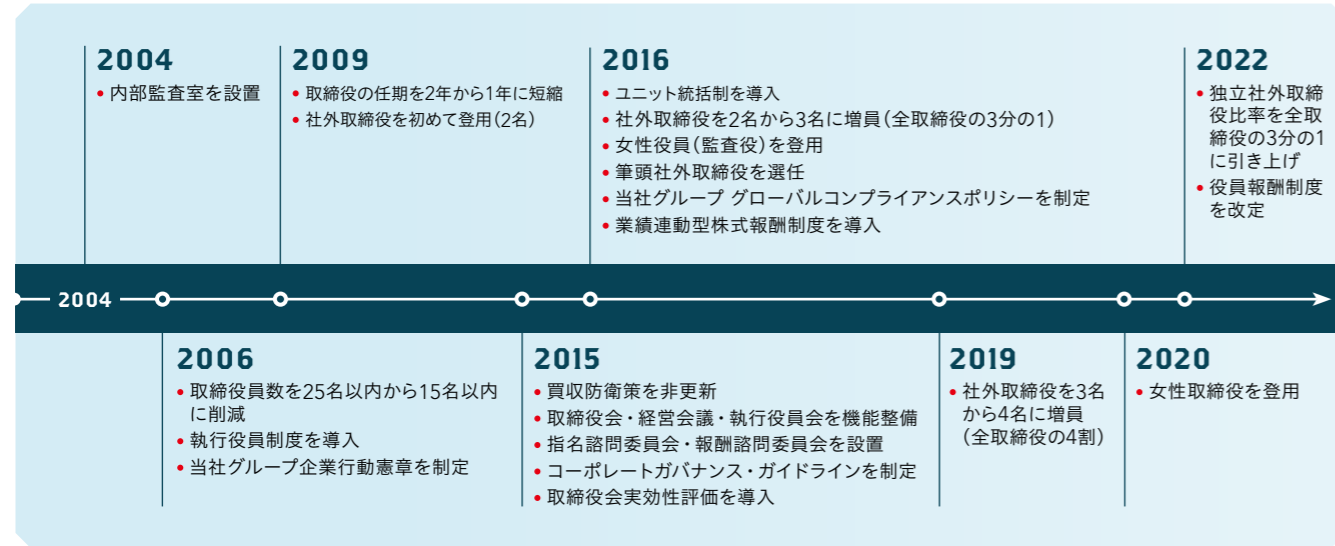 2004
• 内部監査室を設置
2009
• 取締役の任期を2年から1年に短縮
• 社外取締役を初めて登用(2名)
2016
• ユニット統括制を導入
• 社外取締役を2名から3名に増員(全取締役の3分の1)
• 女性役員(監査役)を登用
• 筆頭社外取締役を選任
• 当社グループ グローバルコンプライアンスポリシーを制定
• 業績連動型株式報酬制度を導入
2022
• 独立社外取締
役比率を全取
締役の3分の1
に引き上げ
• 役員報酬制度
を改定
2004
2006
• 取締役員数を25名以内から15名以内
に削減
• 執行役員制度を導入
• 当社グループ企業行動憲章を制定
2015
• 買収防衛策を非更新
• 取締役会・経営会議・執行役員会を機能整備
• 指名諮問委員会・報酬諮問委員会を設置
• コーポレートガバナンス・ガイドラインを制定
• 取締役会実効性評価を導入
2019
• 社外取締役を3名
から4名に増員
(全取締役の4割)
2020
• 女性取締役を登用